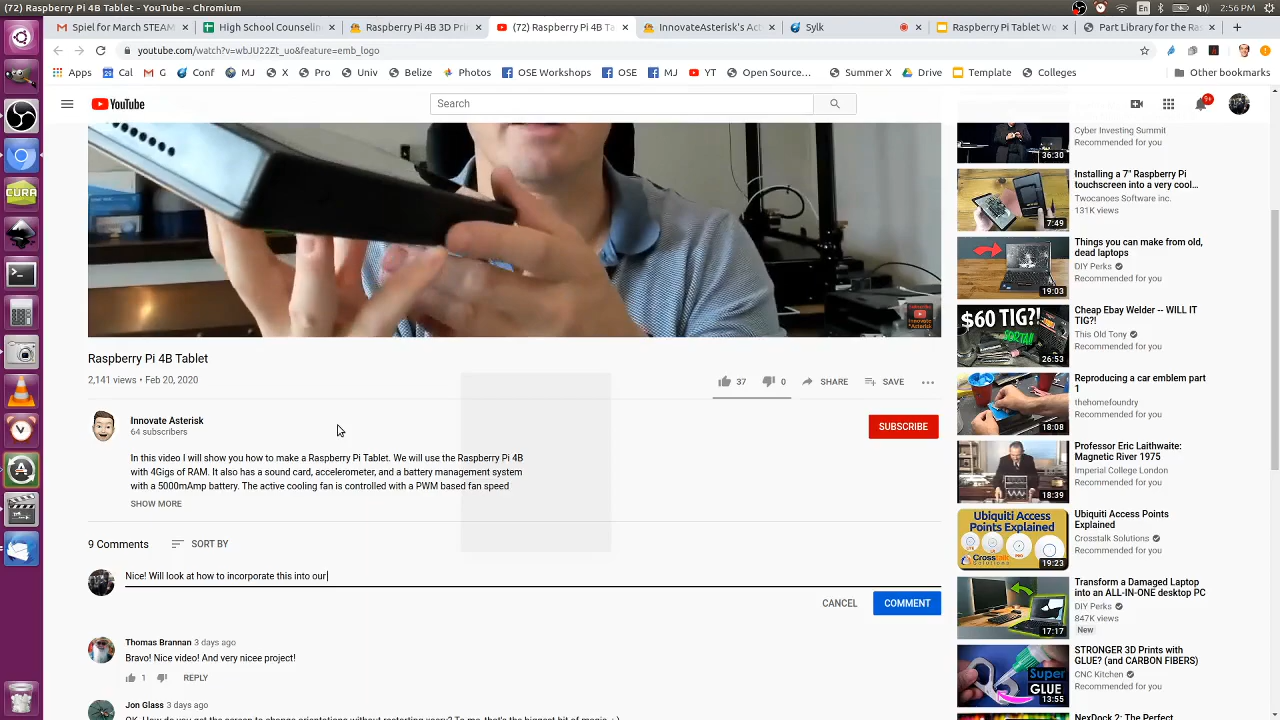 (72) Raspberry Pi 4B Tablet - YouTube - Chromium
En
2:56 PM
Spiel for March STEAM
High School Counselin
Raspberry Pi 4B 3D Prin
(72) Raspberry Pi 4B Ta
InnovateAsterisk's Act
Sylk
Raspberry Pi Tablet Wo
Part Library for the Ras
youtube.com/watch?v=wbJU22Zt_uo&feature=emb_logo
Apps
Cal
G
Conf
MJ
X
Pro
Univ
Belize
Photos
OSE Workshops
OSE
MJ
YT
Open Source...
Summer X
Drive
Template
Colleges
Other bookmarks
YouTube
Search
9+
CURA
Subscribe
Innovate
Asterisk
Raspberry Pi 4B Tablet
2,141 views • Feb 20, 2020
37
0
SHARE
SAVE
Innovate Asterisk
64 subscribers
SUBSCRIBE
In this video I will show you how to make a Raspberry Pi Tablet. We will use the Raspberry Pi 4B
with 4Gigs of RAM. It also has a sound card, accelerometer, and a battery management system
with a 5000mAmp battery. The active cooling fan is controlled with a PWM based fan speed
SHOW MORE
9 Comments
SORT BY
Nice! Will look at how to incorporate this into our
CANCEL
COMMENT
Thomas Brannan 3 days ago
Bravo! Nice video! And very nicee project!
1
REPLY
Jon Glass 3 days ago
Cyber Investing Summit
Recommended for you
36:30
Installing a 7" Raspberry Pi
touchscreen into a very cool...
Twocanoes Software inc.
131K views
7:49
Things you can make from old,
dead laptops
DIY Perks
Recommended for you
19:03
Cheap Ebay Welder -- WILL IT
TIG?!
This Old Tony
Recommended for you
$60 TIG?!
SORTA!
26:53
Reproducing a car emblem part
1
thehomefoundry
Recommended for you
18:08
Professor Eric Laithwaite:
Magnetic River 1975
Imperial College London
Recommended for you
18:39
Ubiquiti Access
Points Explained
Crosstalk Solutions
Recommended for you
Ubiquiti Access
Points Explained
19:23
Transform a Damaged Laptop
into an ALL-IN-ONE desktop PC
DIY Perks
847K views
New
17:17
STRONGER 3D Prints with
GLUE? (and CARBON FIBERS)
CNC Kitchen
Recommended for you
Super
GLUE
13:55
NexDock 2: The Perfect